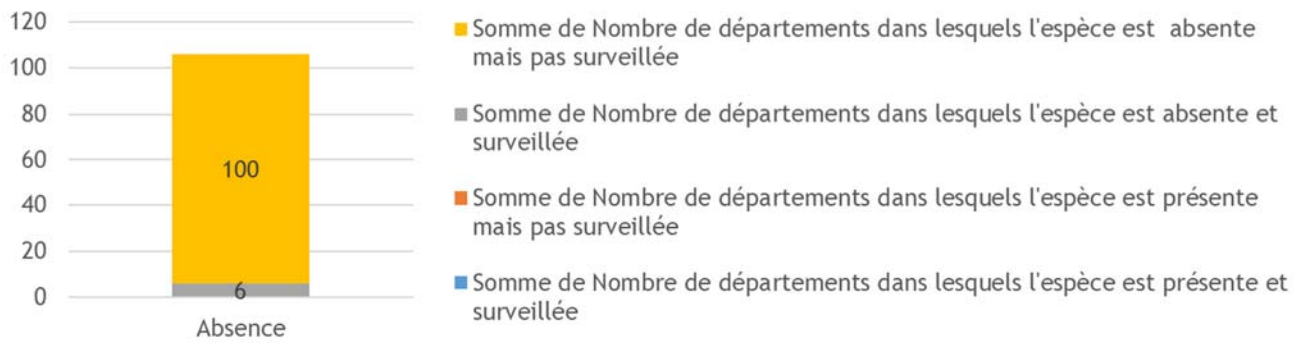 120
100
80
60
40
20
0
100
6
Absence
Somme de Nombre de départements dans lesquels l'espèce est absente
mais pas surveillée
Somme de Nombre de départements dans lesquels l'espèce est absente et
surveillée
Somme de Nombre de départements dans lesquels l'espèce est présente
mais pas surveillée
Somme de Nombre de départements dans lesquels l'espèce est présente et
surveillée